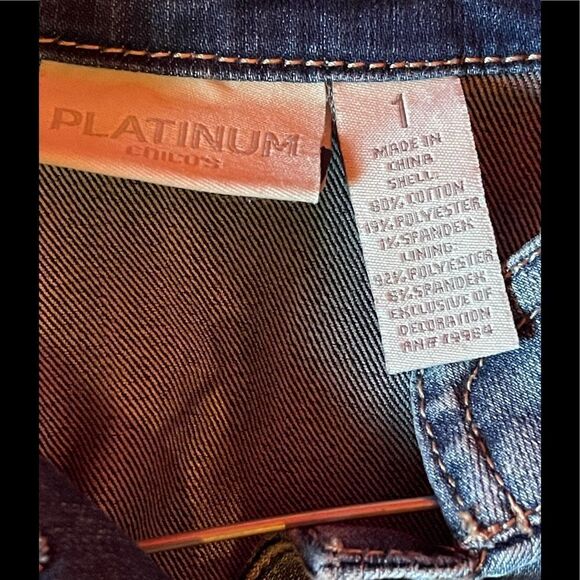 PLATINUM
CHICO'S
1
MADE IN
CHINA
SHELL:
80% COTTON
19% POLYESTER
1% SPANDEX
LINING
92% POLYESTER
8% SPANDEX
EXCLUSIVE OF
DECORATION
RN# 79984